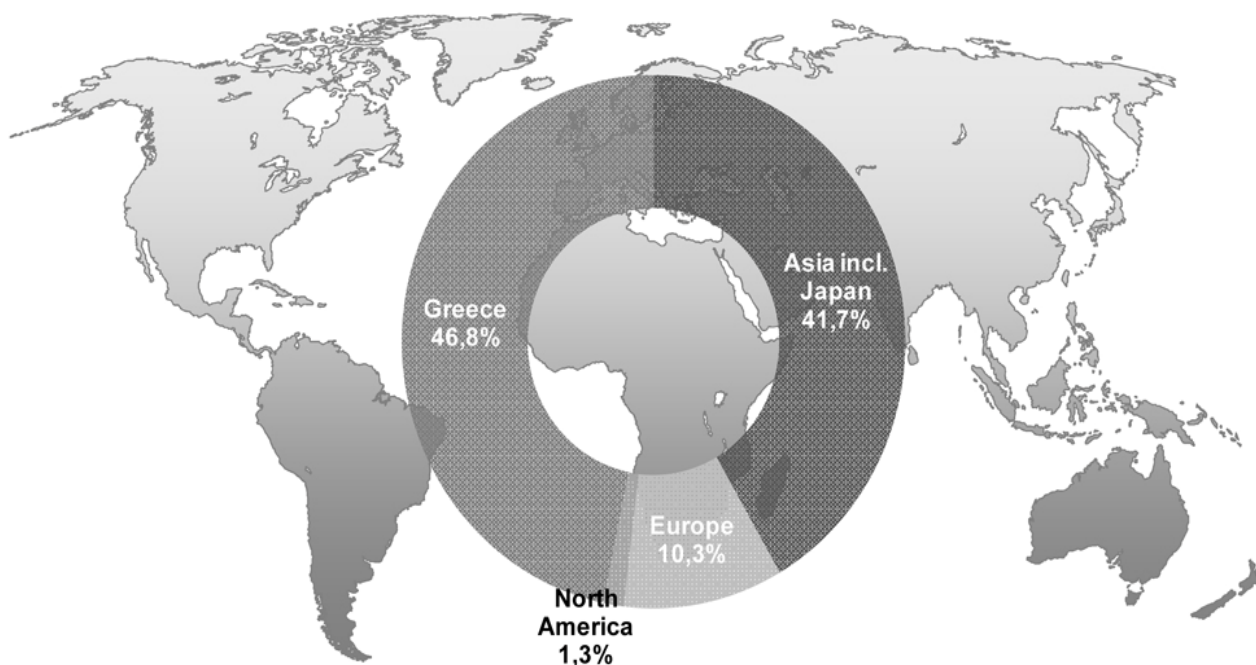 Asia incl.
Japan
41,7%
Greece
46,8%
Europe
10,3%
North
America
1,3%